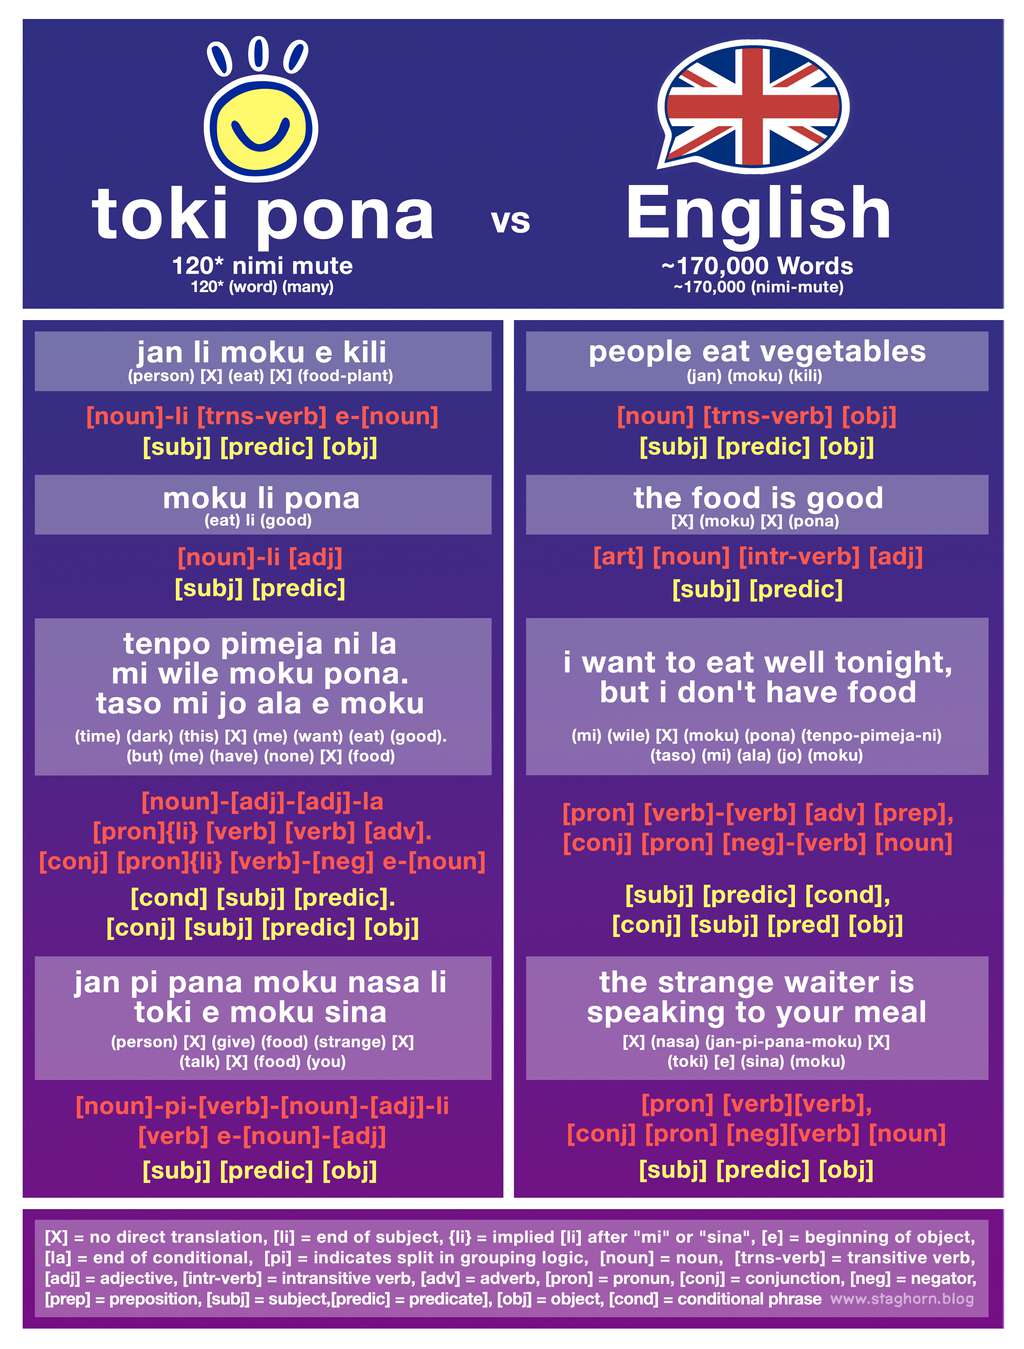 toki pona
vs
English
120* nimi mute
120* (word) (many)
~170,000 Words
~170,000 (nimi-mute)
jan li moku e kili
(person) [X] (eat) [X] (food-plant)
[noun]-li [trns-verb] e-[noun]
[subj] [predic] [obj]
moku li pona
(eat) li (good)
[noun]-li [adj]
[subj] [predic]
tenpo pimeja ni la
mi wile moku pona.
taso mi jo ala e moku
(time) (dark) (this) [X] (me) (want) (eat) (good).
(but) (me) (have) (none) [X] (food)
[noun]-[adj]-[adj]-la
[pron]{li} [verb] [verb] [adv].
[conj] [pron]{li} [verb]-[neg] e-[noun]
[cond] [subj] [predic].
[conj] [subj] [predic] [obj]
jan pi pana moku nasa li
toki e moku sina
(person) [X] (give) (food) (strange) [X]
(talk) [X] (food) (you)
[noun]-pi-[verb]-[noun]-[adj]-li
[verb] e-[noun]-[adj]
[subj] [predic] [obj]
people eat vegetables
(jan) (moku) (kili)
[noun] [trns-verb] [obj]
[subj] [predic] [obj]
the food is good
[X] (moku) [X] (pona)
[art] [noun] [intr-verb] [adj]
[subj] [predic]
i want to eat well tonight,
but i don't have food
(mi) (wile) [X] (moku) (pona) (tenpo-pimeja-ni)
(taso) (mi) (ala) (jo) (moku)
[pron] [verb]-[verb] [adv] [prep],
[conj] [pron] [neg]-[verb] [noun]
[subj] [predic] [cond],
[conj] [subj] [pred] [obj]
the strange waiter is
speaking to your meal
[X] (nasa) (jan-pi-pana-moku) [X]
(toki) [e] (sina) (moku)
[pron] [verb][verb],
[conj] [pron] [neg][verb] [noun]
[subj] [predic] [obj]
[X] = no direct translation, [li] = end of subject, {li} = implied [li] after "mi" or "sina", [e] = beginning of object,
[la] = end of conditional, [pi] = indicates split in grouping logic, [noun] = noun, [trns-verb] = transitive verb,
[adj] = adjective, [intr-verb] = intransitive verb, [adv] = adverb, [pron] = pronun, [conj] = conjunction, [neg] = negator,
[prep] = preposition, [subj] = subject,[predic] = predicate], [obj] = object, [cond] = conditional phrase www.staghorn.blog